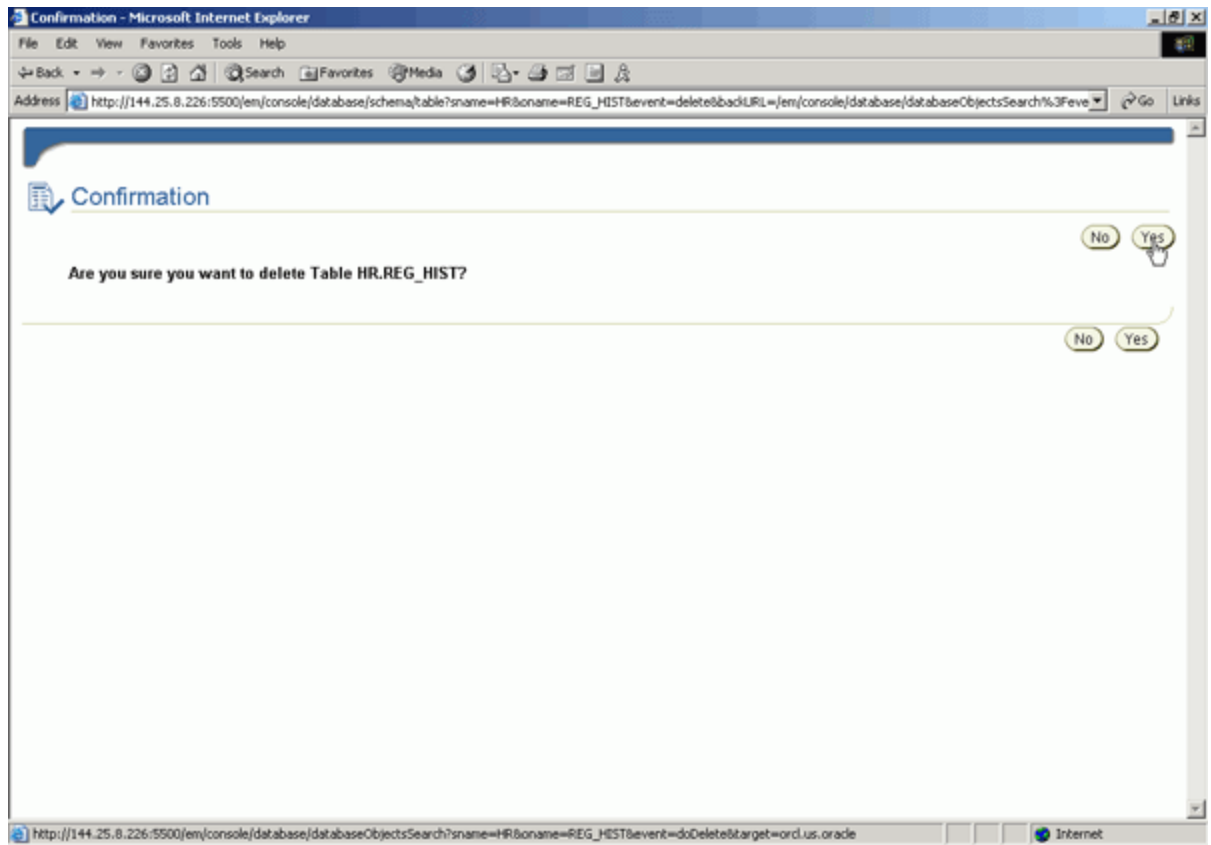 Confirmation - Microsoft Internet Explorer
File Edit View Favorites Tools Help
Back Search Favorites Media
Address http://144.25.8.226:5500/em/console/database/schema/table?sname=HR&oname=REG_HIST&event=delete&backURL=/em/console/database/databaseObjectsSearch%3Feve Go Links
Confirmation
No Yes
Are you sure you want to delete Table HR.REG_HIST?
No Yes
http://144.25.8.226:5500/em/console/database/databaseObjectsSearch?sname=HR&oname=REG_HIST&event=doDelete&target=orcl.us.oracle Internet